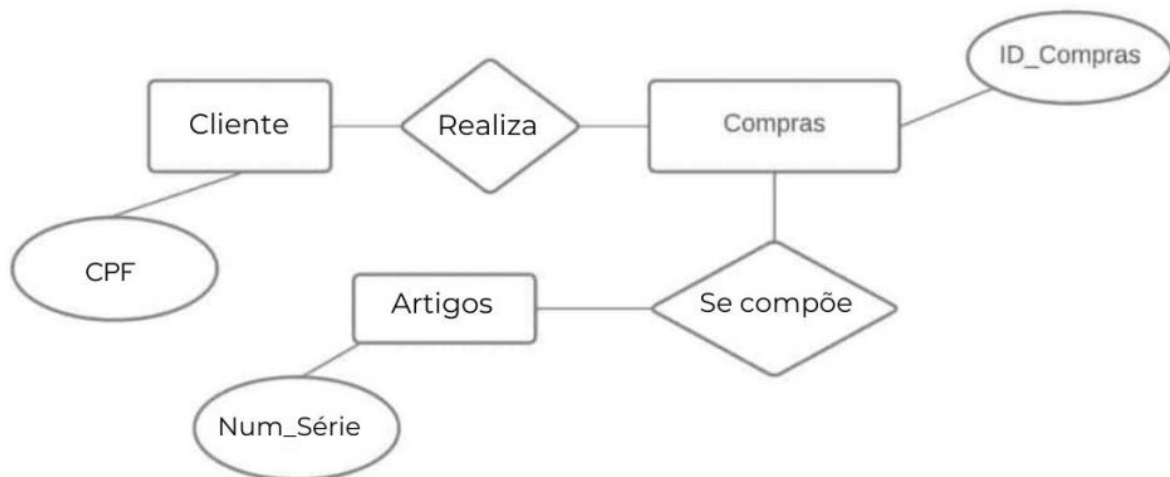 ID_Compras
Cliente
Realiza
Compras
CPF
Artigos
Se compõe
Num_Série